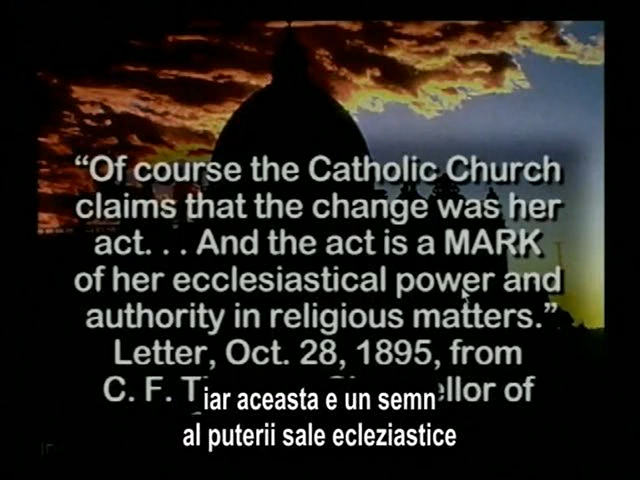 “Of course the Catholic Church
claims that the change was her
act. . . And the act is a MARK
of her ecclesiastical power and
authority in religious matters.”
Letter, Oct. 28, 1895, from
C. F. of
iar aceasta e un semn
al puterii sale ecleziastice